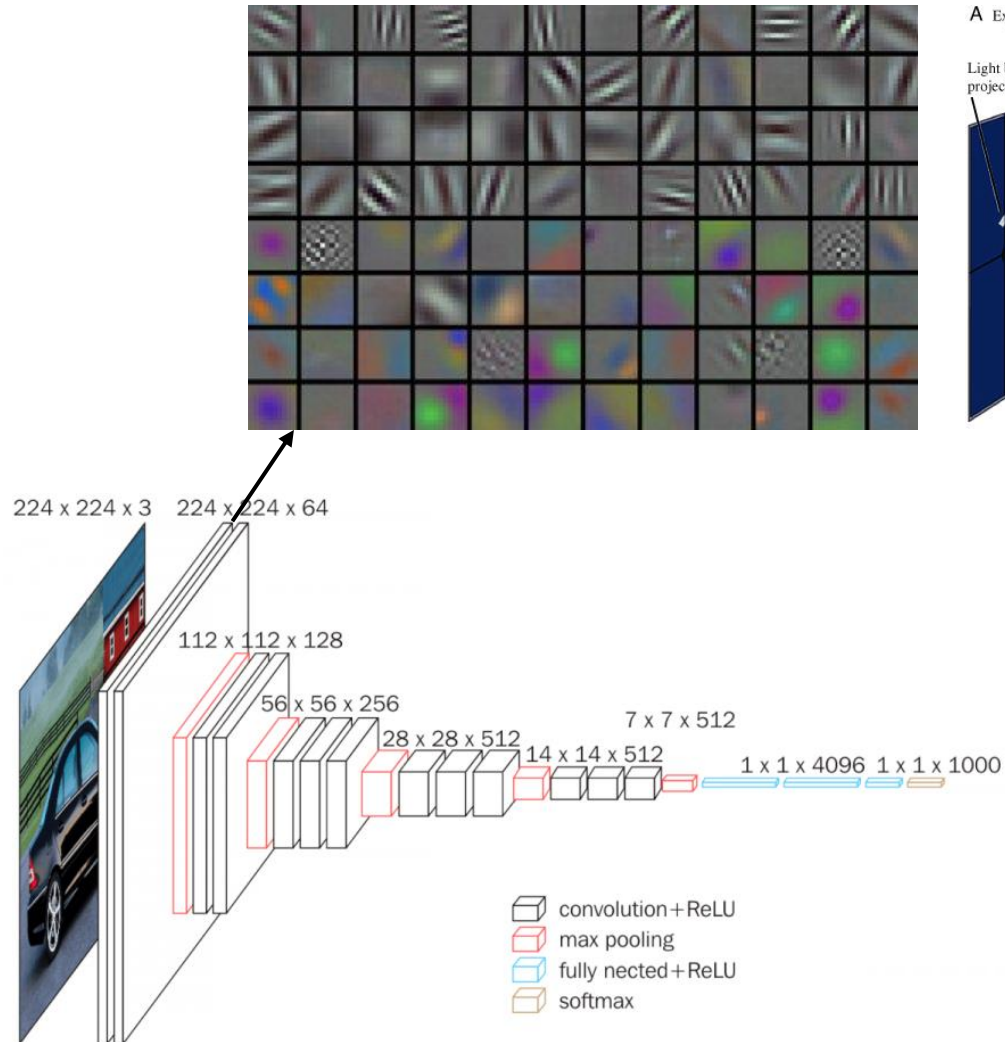 A
Light
224 x 224 x 3
224 x 224 x 64
112 x 112 x 128
56 x 56 x 256
28 x 28 x 512
14 x 14 x 512
7 x 7 x 512
1 x 1 x 4096
1 x 1 x 1000
convolution+ReLU
max pooling
fully nected+ReLU
softmax